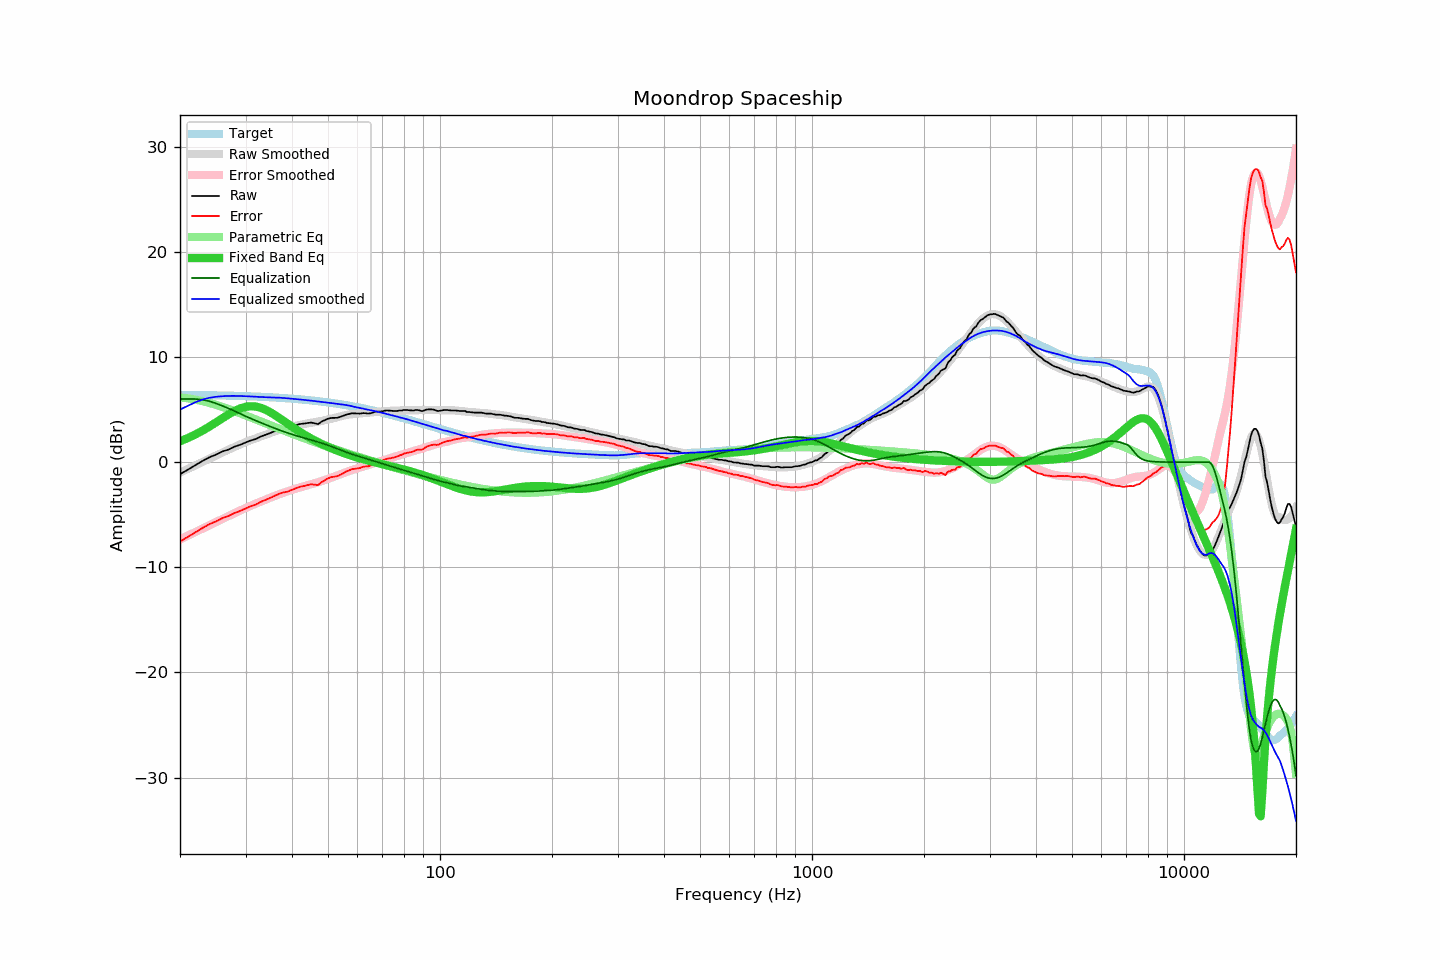 Moondrop Spaceship
Target
Raw Smoothed
Error Smoothed
Raw
Error
Parametric Eq
Fixed Band Eq
Equalization
Equalized smoothed
30
20
10
0
−10
−20
−30
Amplitude (dBr)
100
1000
10000
Frequency (Hz)